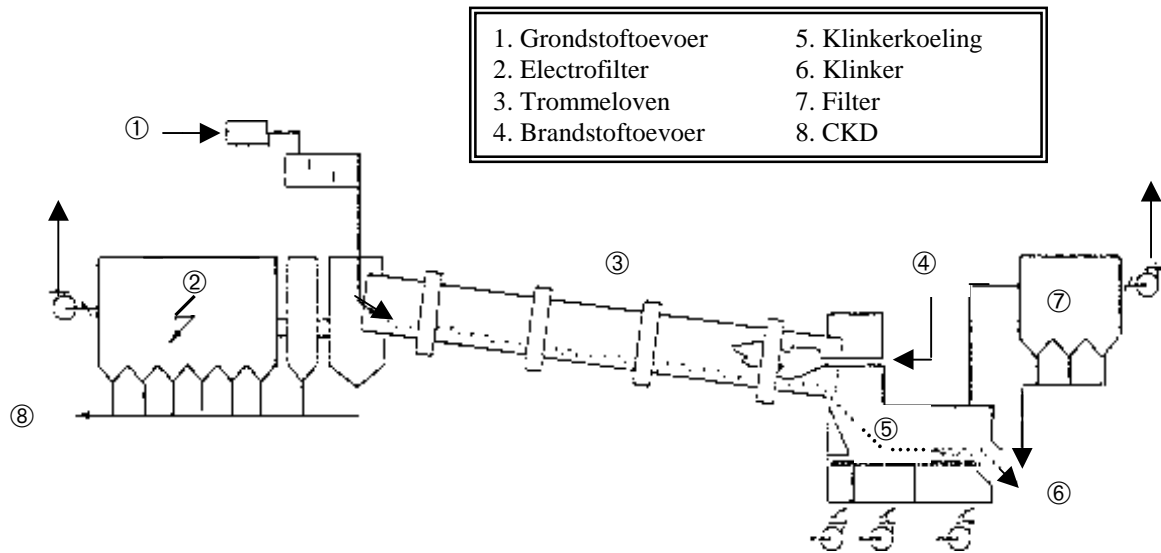 1. Grondstoftoevoer 5. Klinkerkoeling
2. Electrofilter 6. Klinker
3. Trommeloven 7. Filter
4. Brandstoftoevoer 8. CKD
①
②
③
④
⑦
⑧
⑤
⑥